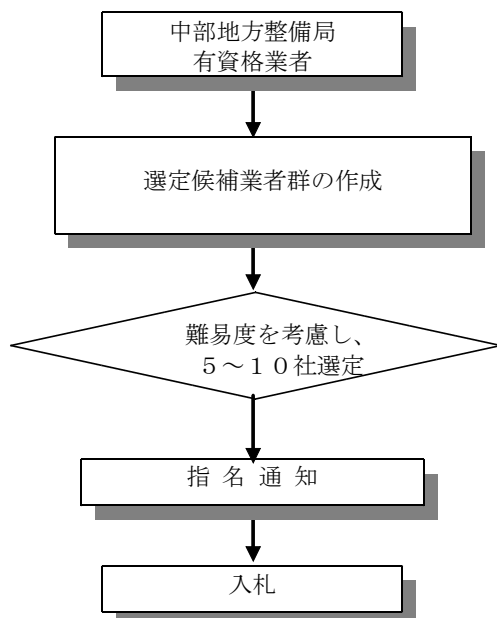 中部地方整備局
有資格業者
選定候補業者群の作成
難易度を考慮し、
５～１０社選定
指 名 通 知
入札